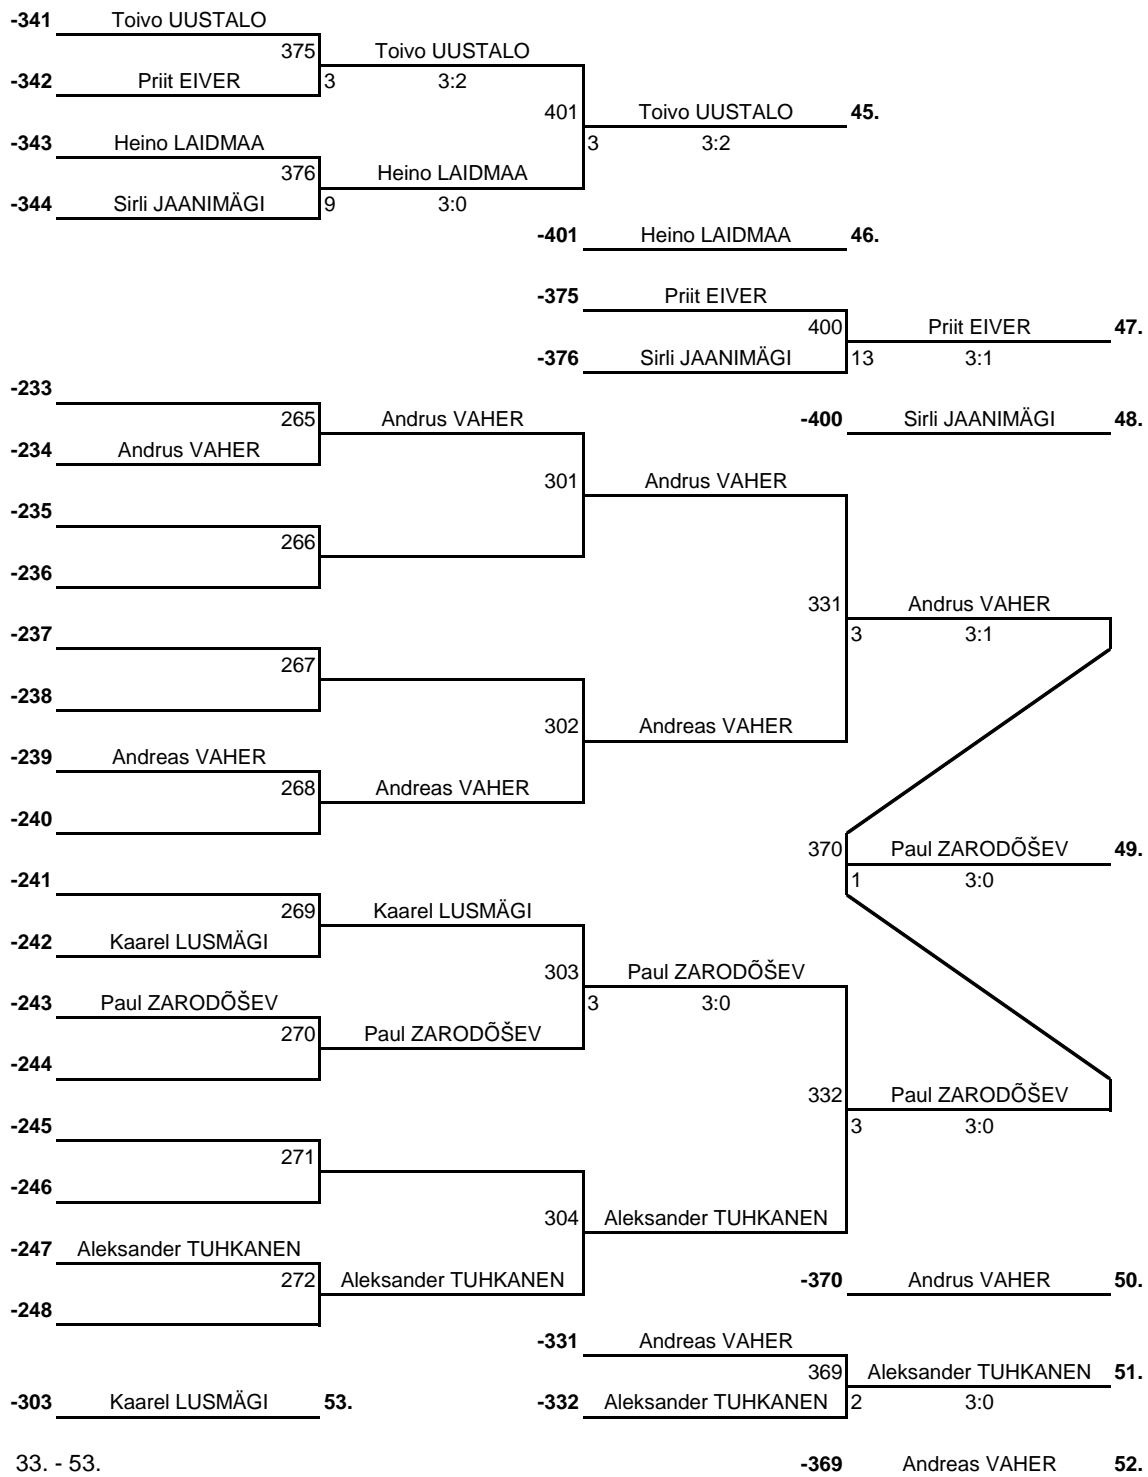 -341 Toivo UUSTALO
375 Toivo UUSTALO
-342 Priit EIVER 3 3:2
401 Toivo UUSTALO 45.
-343 Heino LAIDMAA 3 3:2
376 Heino LAIDMAA
-344 Sirli JAANIMÄGI 9 3:0
-401 Heino LAIDMAA 46.
-375 Priit EIVER
400 Priit EIVER 47.
-376 Sirli JAANIMÄGI 13 3:1
-233
265 Andrus VAHER -400 Sirli JAANIMÄGI 48.
-234 Andrus VAHER
301 Andrus VAHER
-235
266
-236
331 Andrus VAHER
-237 3 3:1
267
-238
302 Andreas VAHER
-239 Andreas VAHER
268 Andreas VAHER
-240
370 Paul ZARODÕŠEV 49.
-241 1 3:0
269 Kaarel LUSMÄGI
-242 Kaarel LUSMÄGI
303 Paul ZARODÕŠEV
-243 Paul ZARODÕŠEV 3 3:0
270 Paul ZARODÕŠEV
-244
332 Paul ZARODÕŠEV
-245 3 3:0
271
-246
304 Aleksander TUHKANEN
-247 Aleksander TUHKANEN
272 Aleksander TUHKANEN -370 Andrus VAHER 50.
-248
-331 Andreas VAHER
369 Aleksander TUHKANEN 51.
-303 Kaarel LUSMÄGI 53. -332 Aleksander TUHKANEN 2 3:0
33. - 53. -369 Andreas VAHER 52.